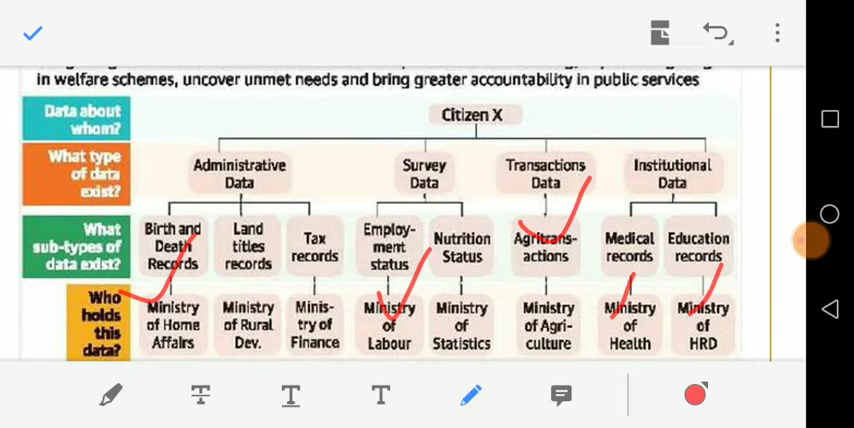 in welfare schemes, uncover unmet needs and bring greater accountability in public services
Data about
whom?
Citizen X
What type
of data
exist?
Administrative
Data
Survey
Data
Transactions
Data
Institutional
Data
What
sub-types of
data exist?
Birth and
Death
Records
Land
titles
records
Tax
records
Employ-
ment
status
Nutrition
Status
Agritrans-
actions
Medical
records
Education
records
Who
holds
this
data?
Ministry
of Home
Affairs
Ministry
of Rural
Dev.
Minis-
try of
Finance
Ministry
of
Labour
Ministry
of
Statistics
Ministry
of Agri-
culture
Ministry
of
Health
Ministry
of
HRD
T
T
T